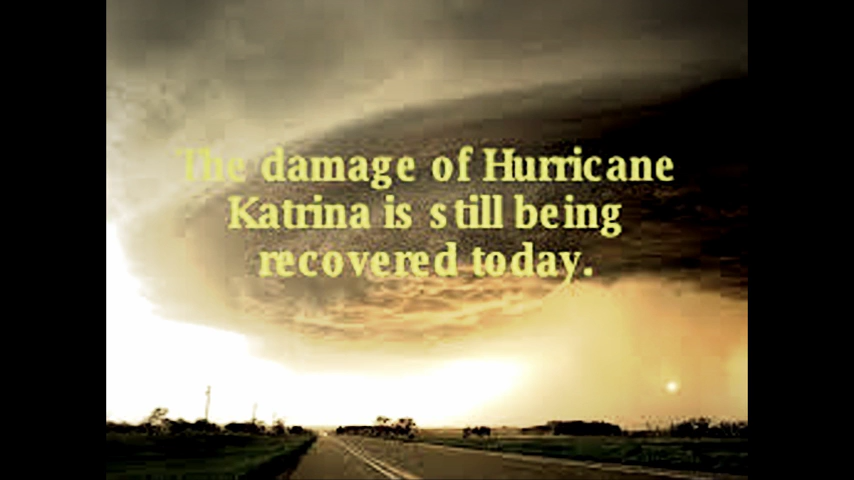 The damage of Hurricane
Katrina is still being
recovered today.